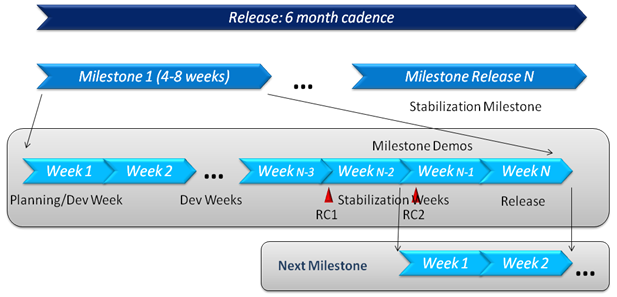 Release: 6 month cadence
Milestone 1 (4-8 weeks)
...
Milestone Release N
Stabilization Milestone
Milestone Demos
Week 1
Week 2
...
Week N-3
Week N-2
Week N-1
Week N
Planning/Dev Week
Dev Weeks
Stabilization Weeks
Release
RC1
RC2
Next Milestone
Week 1
Week 2
...